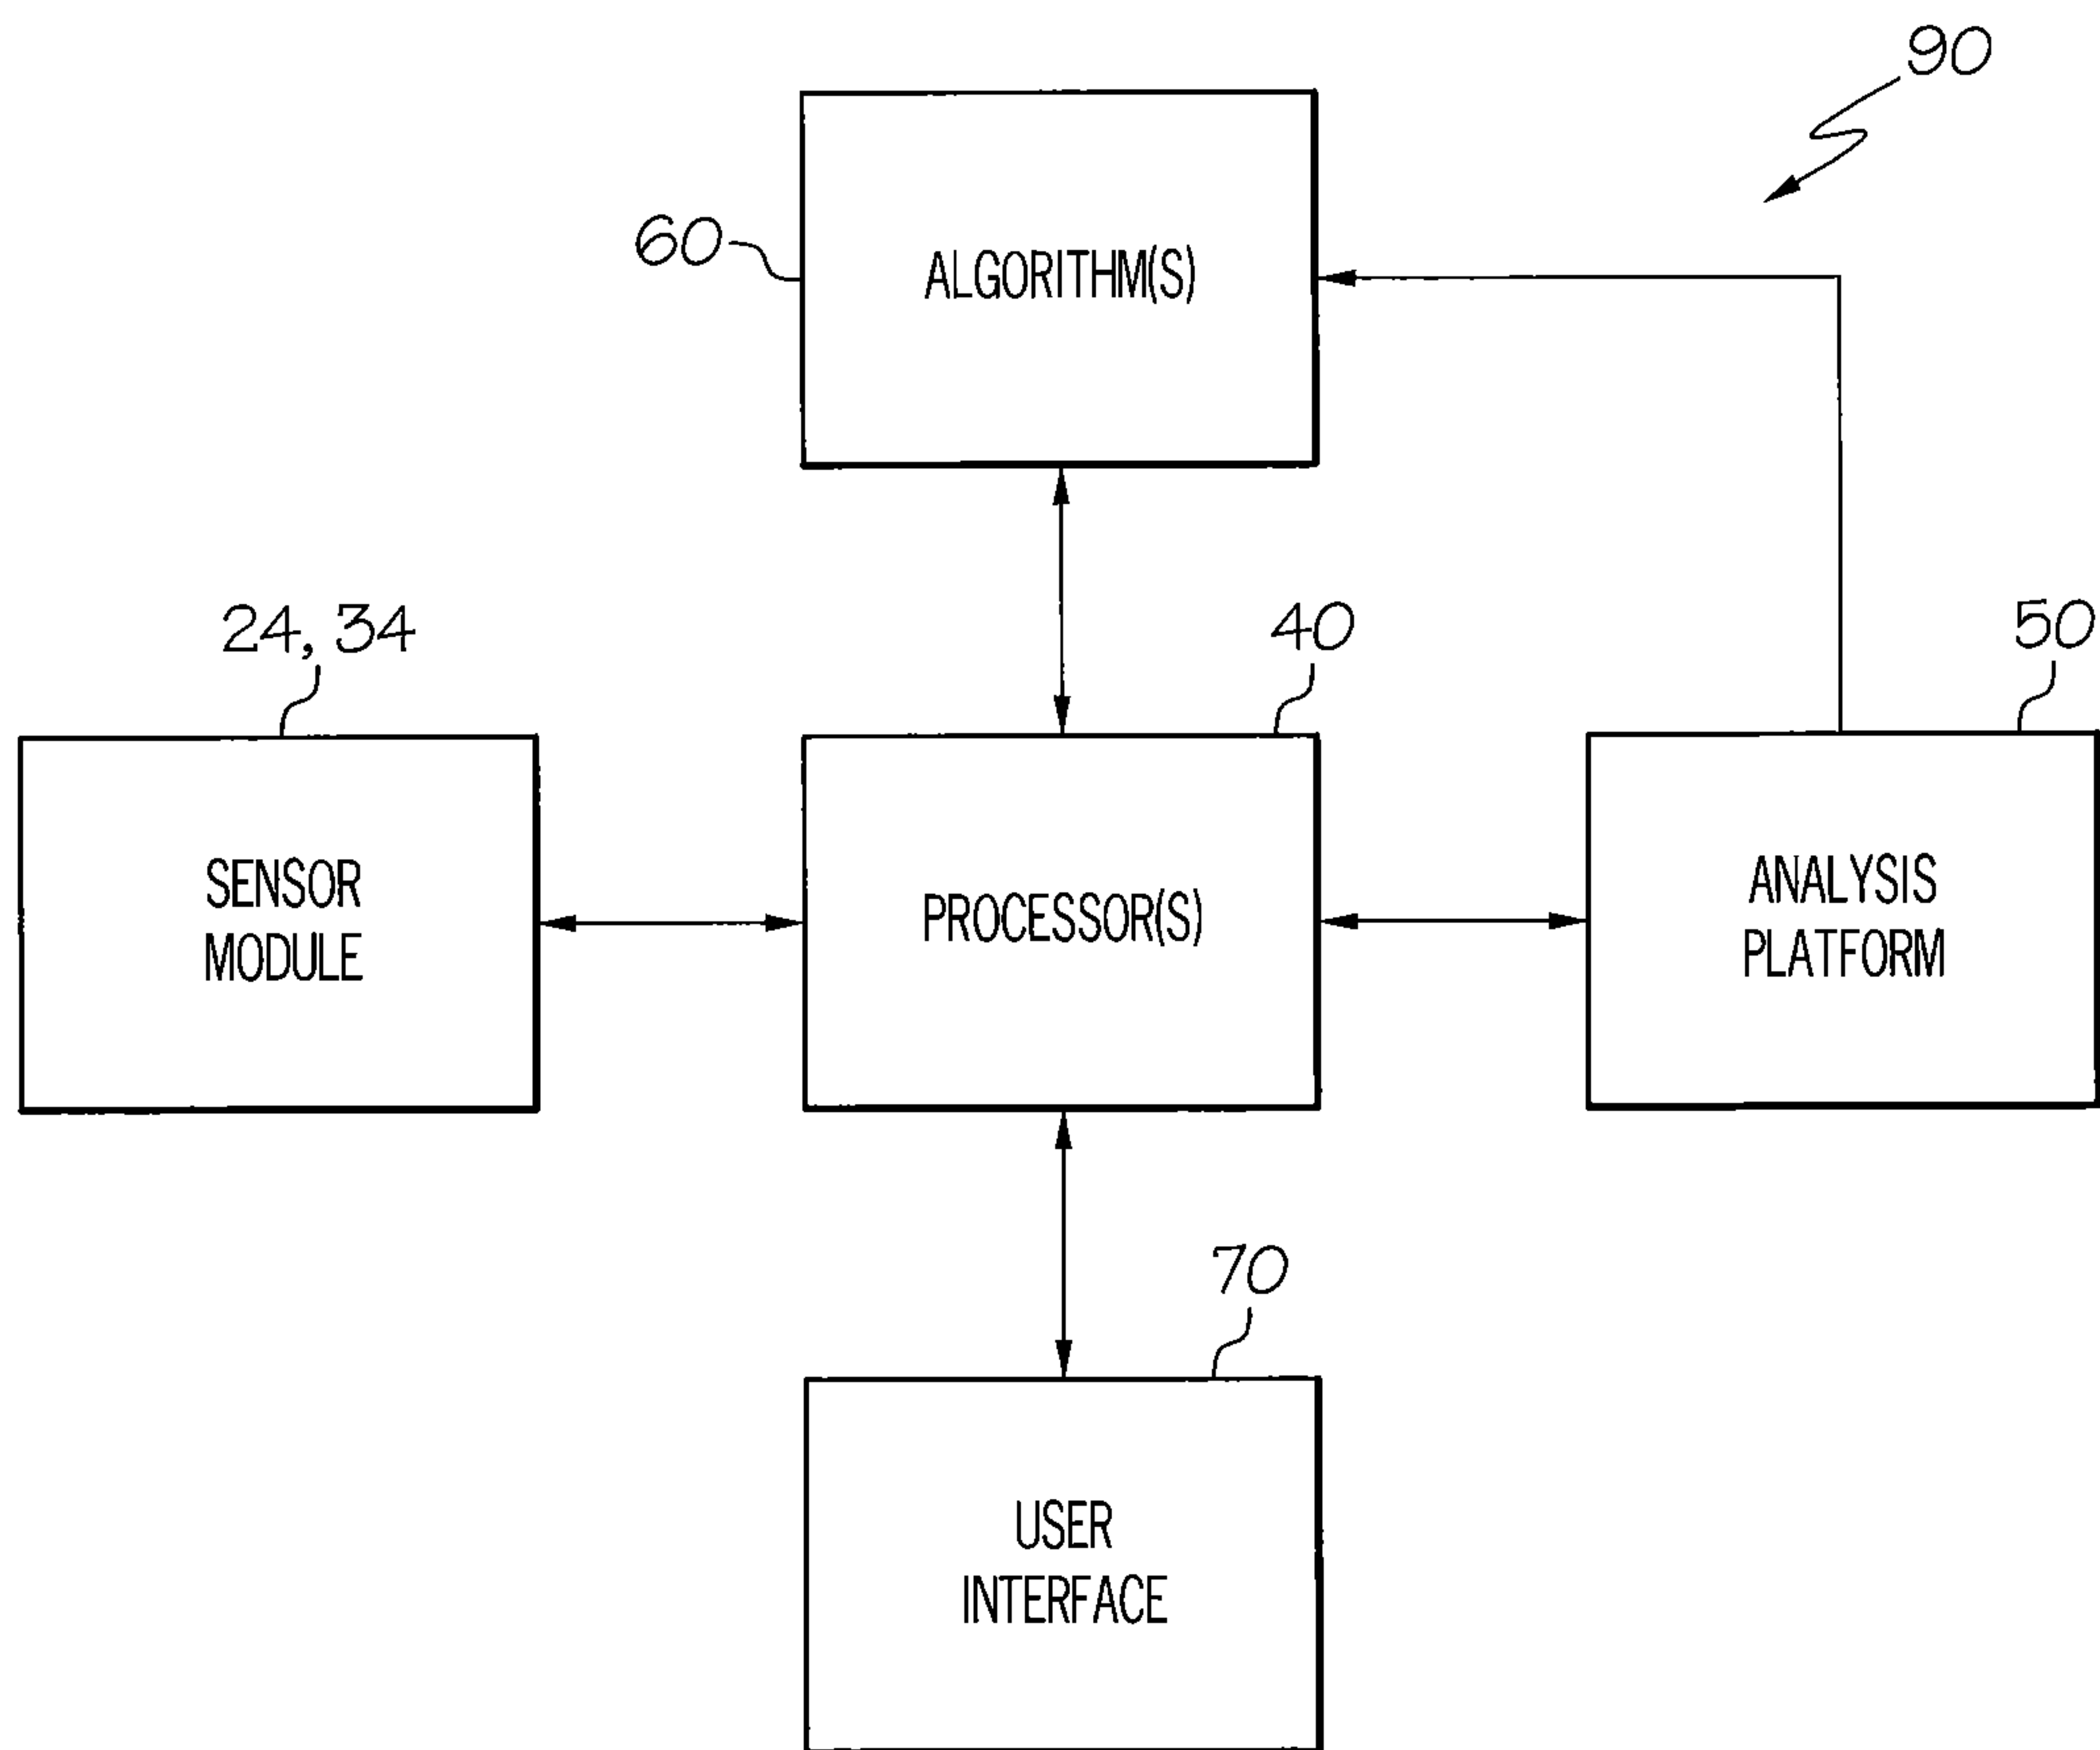 90
60
ALGORITHM(S)
24, 34
40
50
SENSOR
MODULE
PROCESSOR(S)
ANALYSIS
PLATFORM
70
USER
INTERFACE